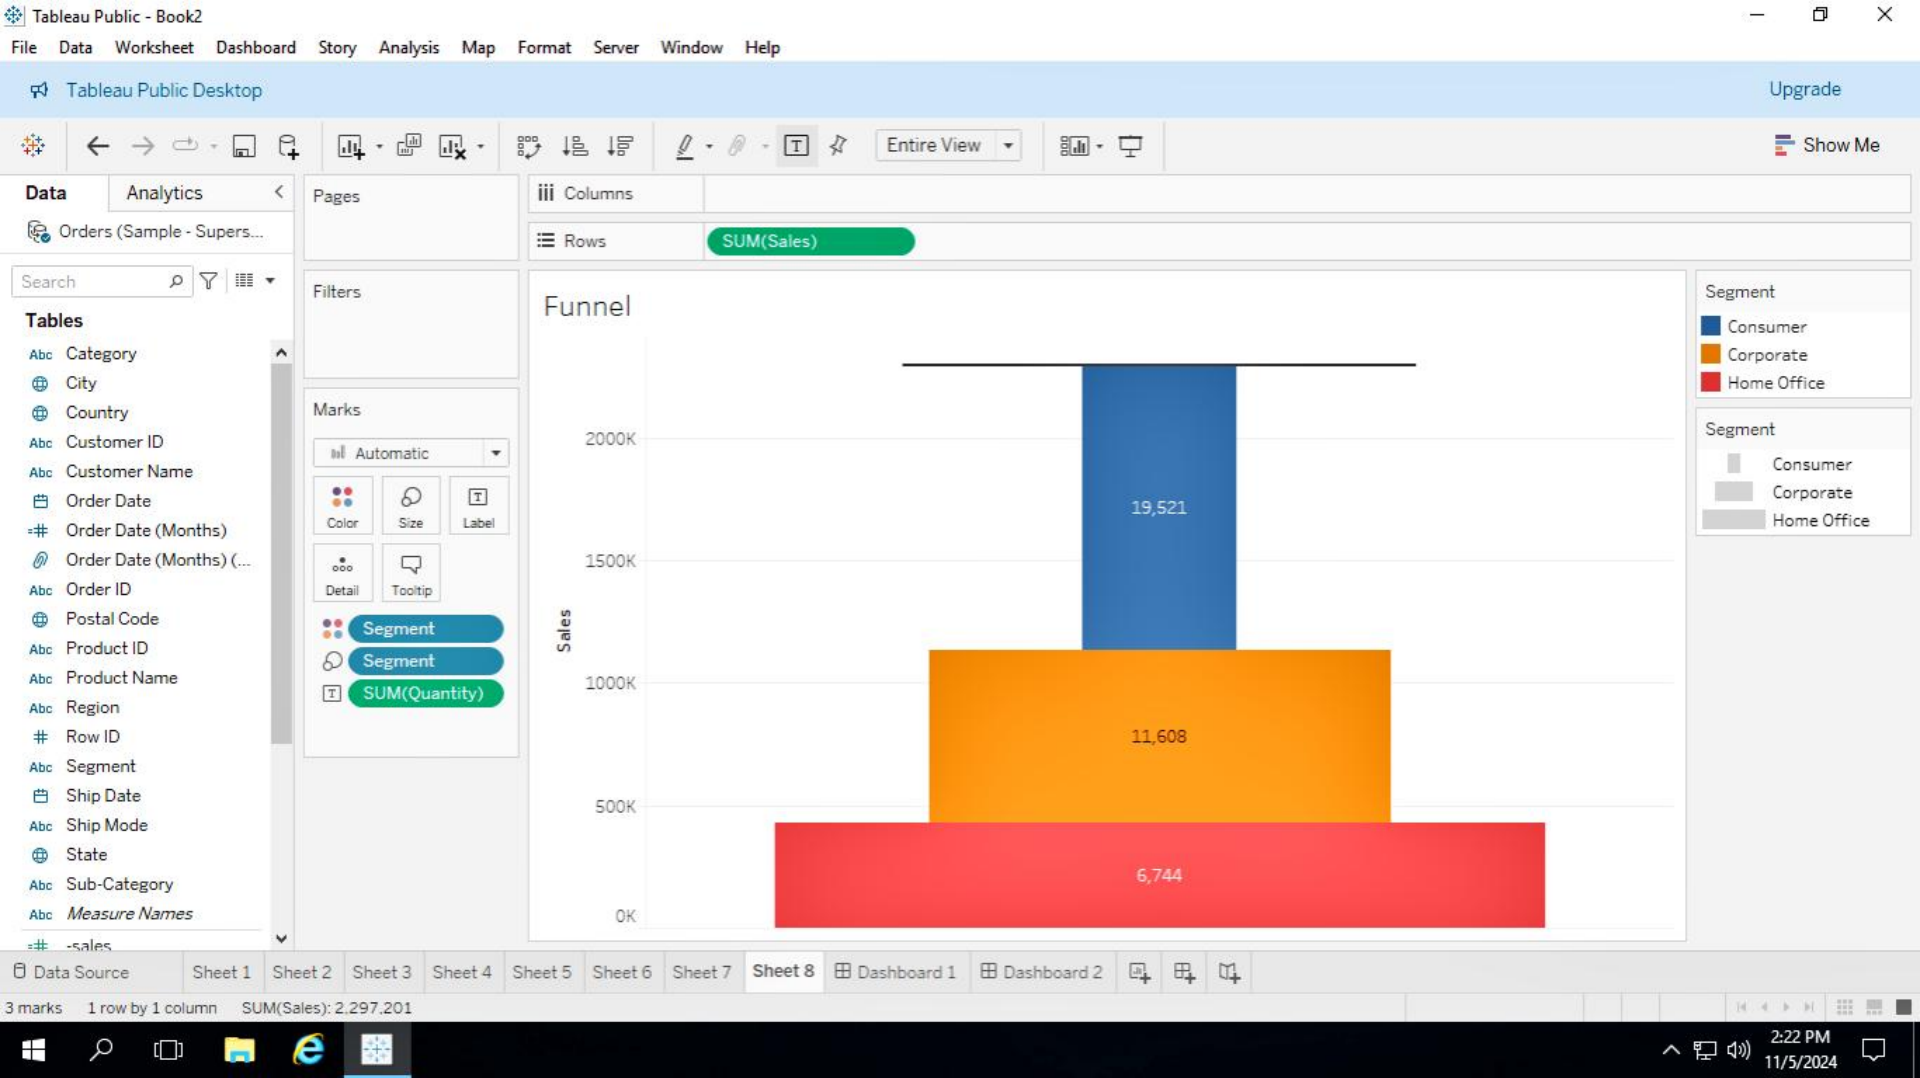 Tableau Public - Book2
File Data Worksheet Dashboard Story Analysis Map Format Server Window Help
Tableau Public Desktop
Upgrade
Entire View
Show Me
Data Analytics
Orders (Sample - Supers...
Search
Tables
Abc Category
City
Country
Abc Customer ID
Abc Customer Name
Order Date
=# Order Date (Months)
Order Date (Months) (...
Abc Order ID
Postal Code
Abc Product ID
Abc Product Name
Abc Region
# Row ID
Abc Segment
Ship Date
Abc Ship Mode
State
Abc Sub-Category
Abc Measure Names
=# -sales
Pages
Filters
Marks
Automatic
Color Size T Label
Detail Tooltip
Segment
Segment
T SUM(Quantity)
iii Columns
Rows SUM(Sales)
Funnel
Sales
2000K
1500K
1000K
500K
0K
19,521
11,608
6,744
Segment
Consumer
Corporate
Home Office
Segment
Consumer
Corporate
Home Office
Data Source Sheet 1 Sheet 2 Sheet 3 Sheet 4 Sheet 5 Sheet 6 Sheet 7 Sheet 8 Dashboard 1 Dashboard 2
3 marks 1 row by 1 column SUM(Sales): 2,297,201
2:22 PM
11/5/2024